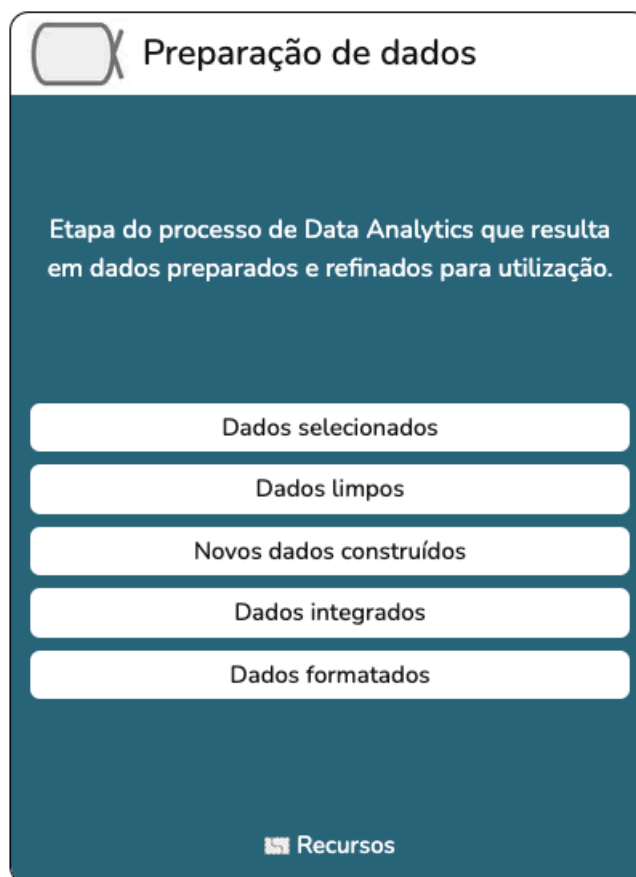 Preparação de dados
Etapa do processo de Data Analytics que resulta
em dados preparados e refinados para utilização.
Dados selecionados
Dados limpos
Novos dados construídos
Dados integrados
Dados formatados
Recursos